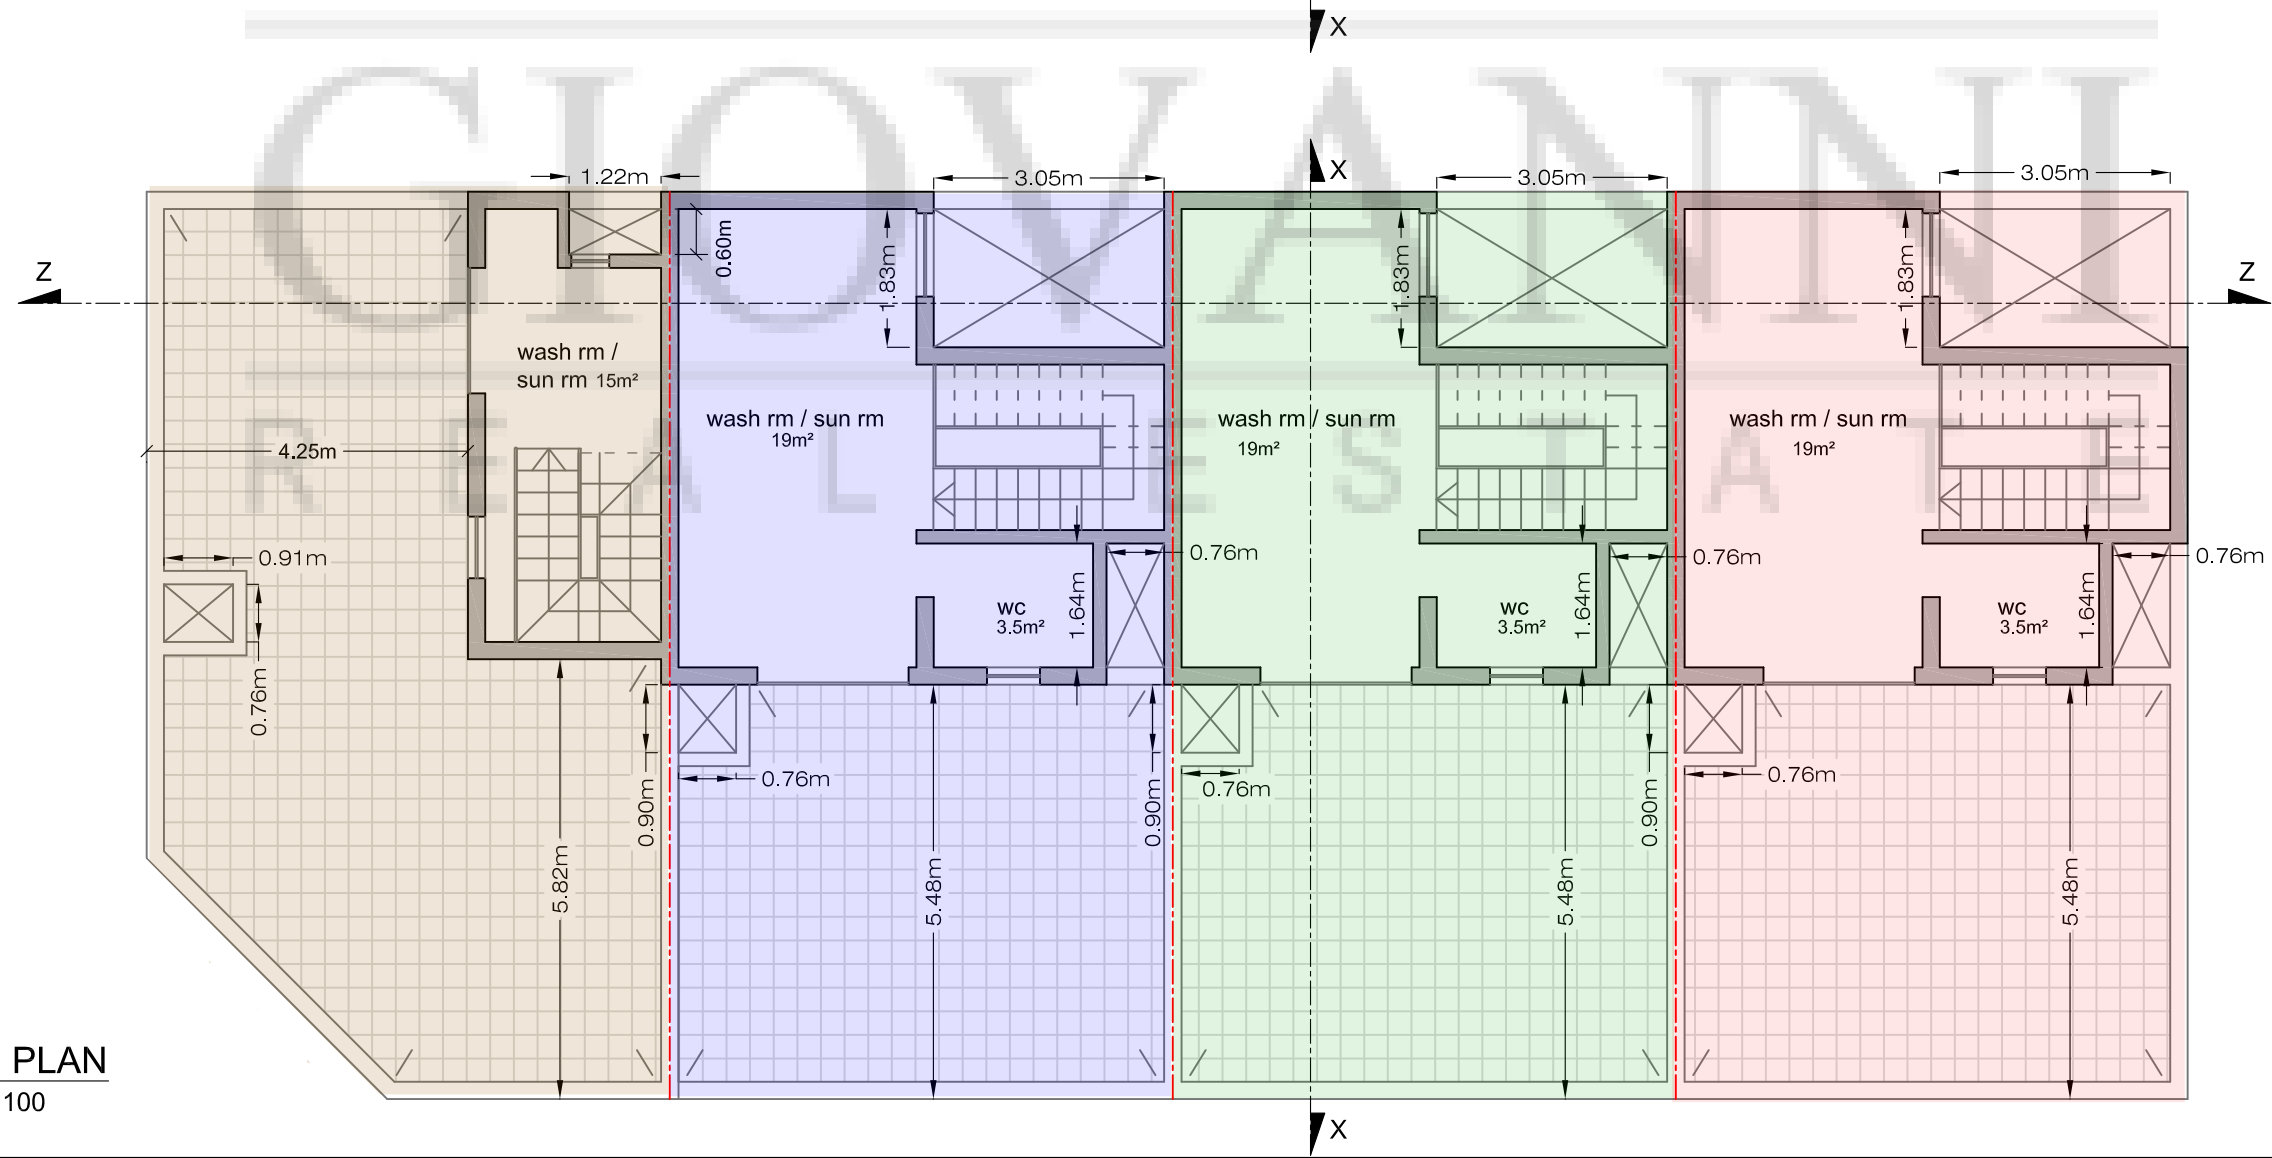 X
GIOVANNI
REAL ESTATE
1.22m
3.05m
X
3.05m
3.05m
0.60m
1.83m
1.83m
1.83m
Z
Z
wash rm /
sun rm 15m²
wash rm / sun rm
19m²
wash rm / sun rm
19m²
wash rm / sun rm
19m²
4.25m
0.91m
0.76m
0.76m
0.76m
0.76m
wc
3.5m²
1.64m
wc
3.5m²
1.64m
wc
3.5m²
1.64m
0.90m
0.76m
0.90m
0.76m
0.90m
0.76m
5.82m
5.48m
5.48m
5.48m
PLAN
100
X